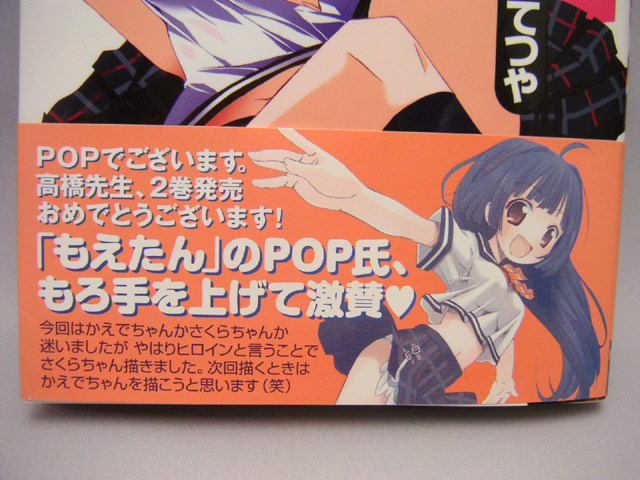 てつや
POPでございます。
高橋先生、2巻発売
おめでとうございます!
「もえたん」のPOP氏、
もろ手を上げて激賛♥
今回はかえでちゃんかさくらちゃんか
迷いましたが やはりヒロインと言うことで
さくらちゃん描きました。次回描くときは
かえでちゃんを描こうと思います(笑)